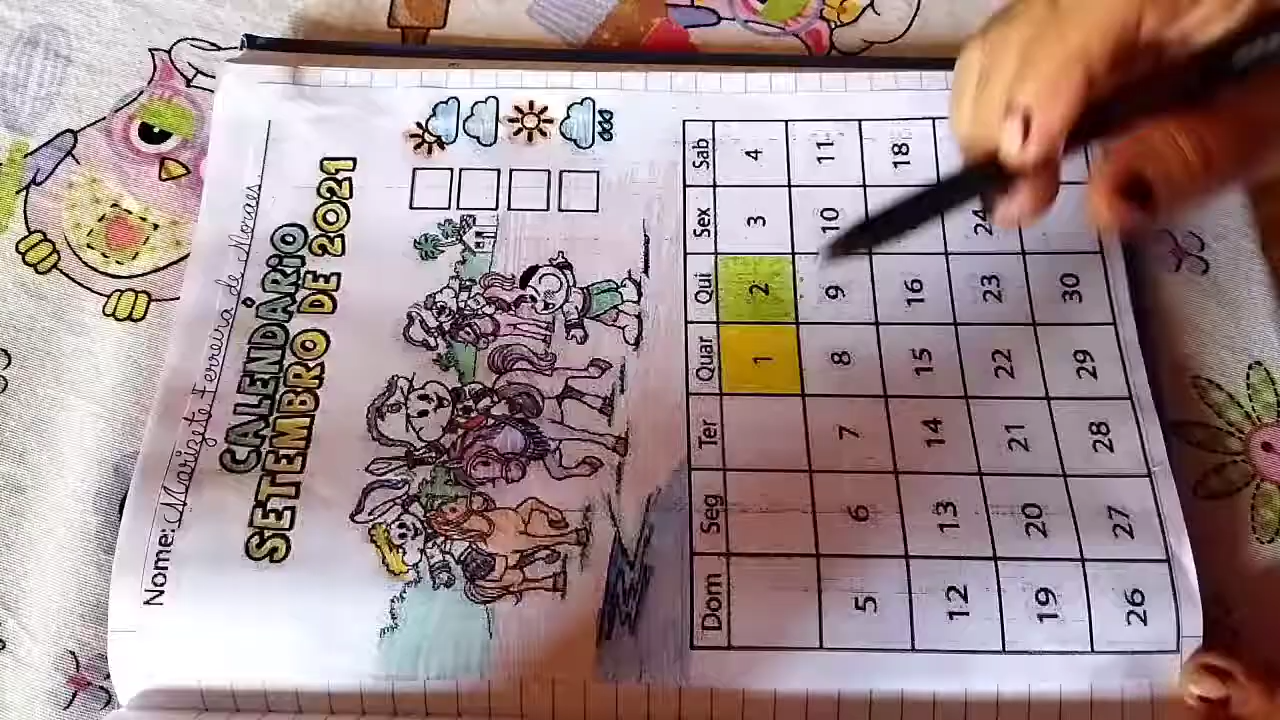 Nome: Marizete Ferreira de Moraes.
CALENDÁRIO
SETEMBRO DE 2021
Dom Seg Ter Quar Qui Sex Sab
1 2 3 4
5 6 7 8 9 10 11
12 13 14 15 16 18
19 20 21 22 23 24
26 27 28 29 30